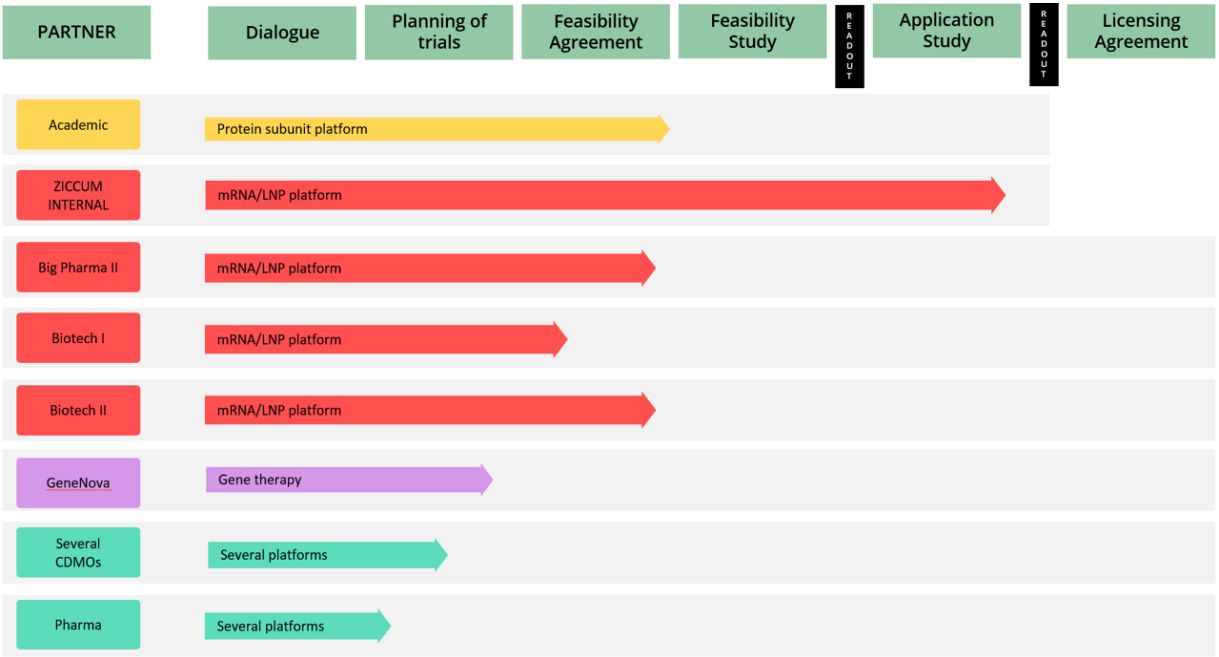 PARTNER
Dialogue
Planning of
trials
Feasibility
Agreement
Feasibility
Study
READOUT
Application
Study
READOUT
Licensing
Agreement
Academic
Protein subunit platform
ZICCUM
INTERNAL
mRNA/LNP platform
Big Pharma II
mRNA/LNP platform
Biotech I
mRNA/LNP platform
Biotech II
mRNA/LNP platform
GeneNova
Gene therapy
Several
CDMOs
Several platforms
Pharma
Several platforms